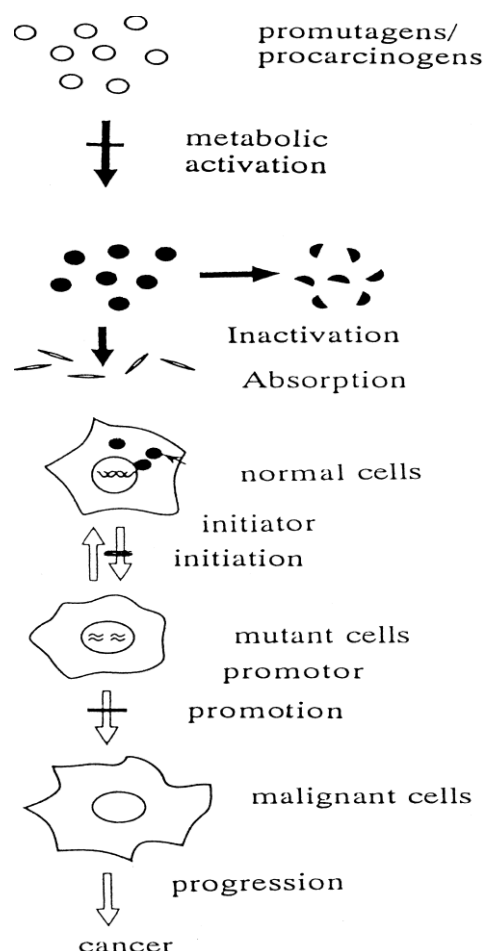 promutagens/
procarcinogens
metabolic
activation
Inactivation
Absorption
normal cells
initiator
initiation
mutant cells
promotor
promotion
malignant cells
progression
cancer